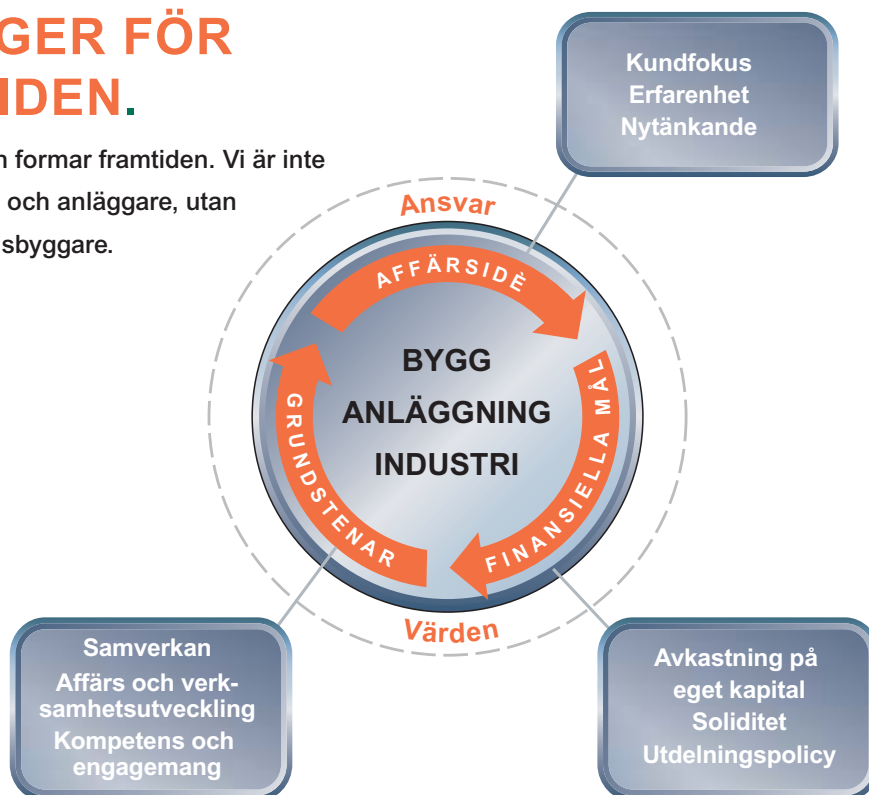 GER FÖR
IDEN.
n formar framtiden. Vi är inte
och anläggare, utan
sbyggare.
Kundfokus
Erfarenhet
Nytänkande
Ansvar
AFFÄRSIDÈ
FINANSIELLA MÅL
GRUNDSTENAR
BYGG
ANLÄGGNING
INDUSTRI
Värden
Samverkan
Affärs och verk-
samhetsutveckling
Kompetens och
engagemang
Avkastning på
eget kapital
Soliditet
Utdelningspolicy